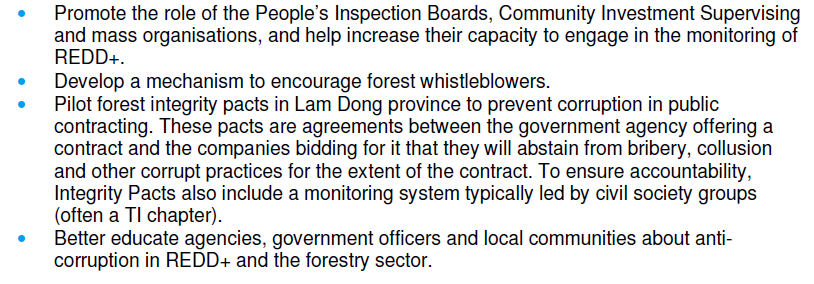 • Promote the role of the People's Inspection Boards, Community Investment Supervising
and mass organisations, and help increase their capacity to engage in the monitoring of
REDD+.
• Develop a mechanism to encourage forest whistleblowers.
• Pilot forest integrity pacts in Lam Dong province to prevent corruption in public
contracting. These pacts are agreements between the government agency offering a
contract and the companies bidding for it that they will abstain from bribery, collusion
and other corrupt practices for the extent of the contract. To ensure accountability,
Integrity Pacts also include a monitoring system typically led by civil society groups
(often a TI chapter).
• Better educate agencies, government officers and local communities about anti-
corruption in REDD+ and the forestry sector.